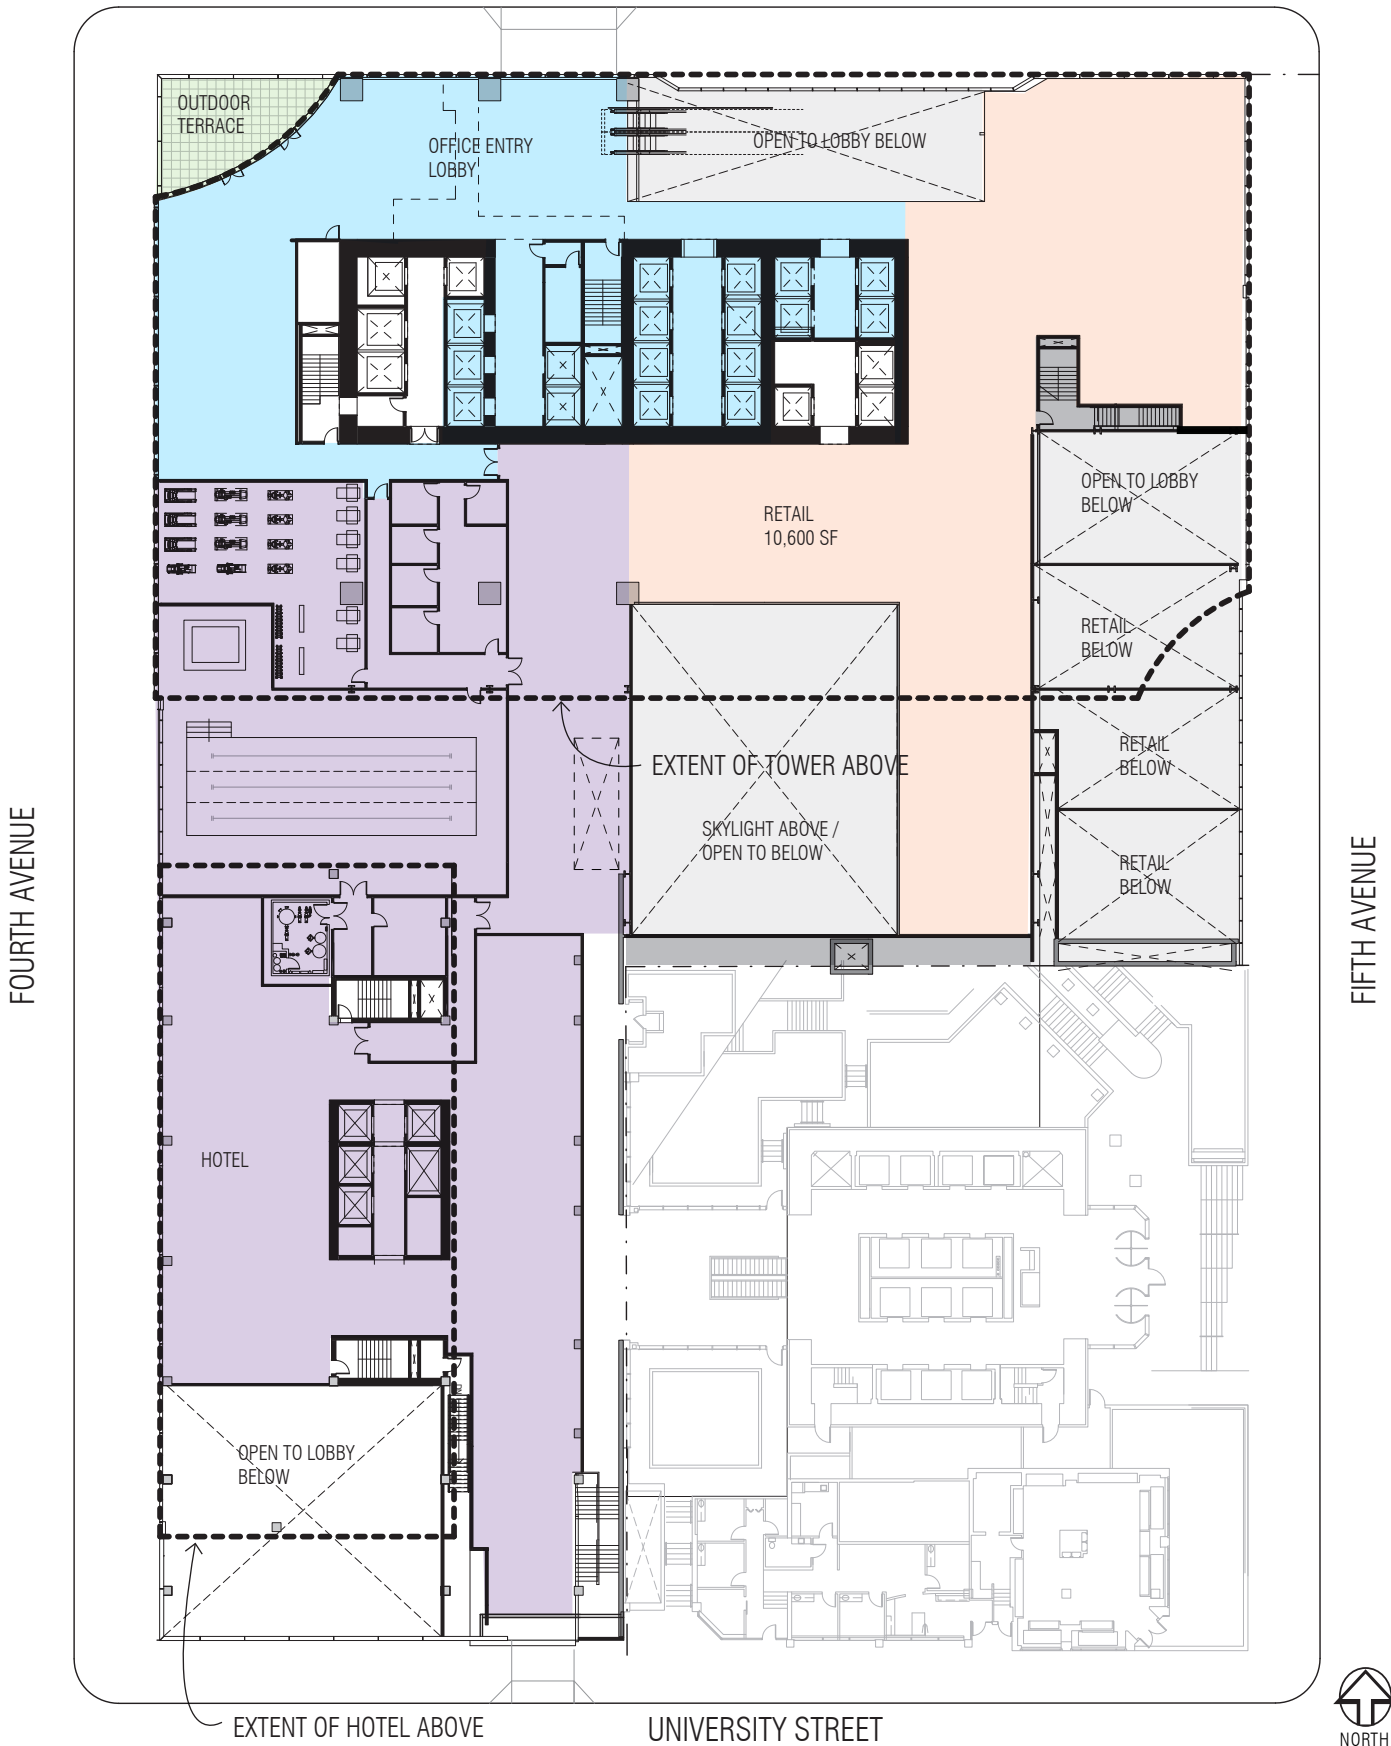 OUTDOOR
TERRACE
OFFICE ENTRY
LOBBY
OPEN TO LOBBY BELOW
OPEN TO LOBBY
BELOW
RETAIL
10,600 SF
RETAIL
BELOW
EXTENT OF TOWER ABOVE
RETAIL
BELOW
SKYLIGHT ABOVE /
OPEN TO BELOW
RETAIL
BELOW
FOURTH AVENUE
FIFTH AVENUE
HOTEL
OPEN TO LOBBY
BELOW
EXTENT OF HOTEL ABOVE
UNIVERSITY STREET
NORTH